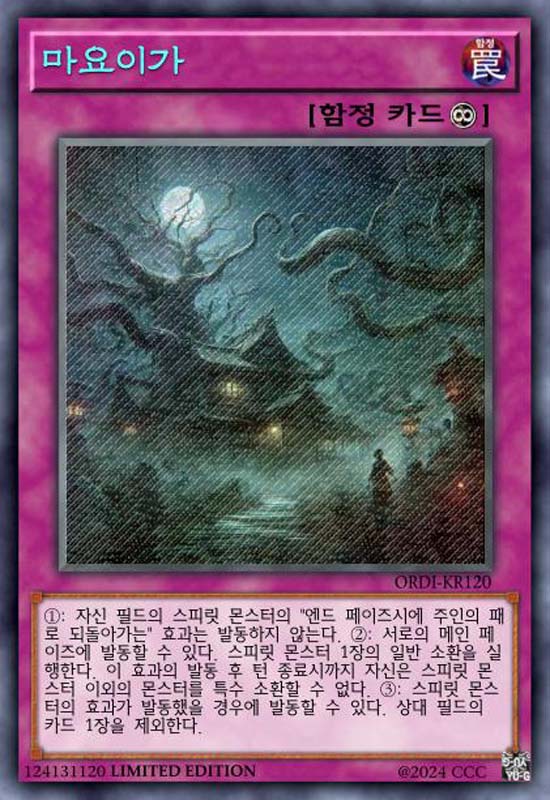 마요이가
함정
罠
[함정 카드♾]
ORDI-KR120
①: 자신 필드의 스피릿 몬스터의 "엔드 페이즈시에 주인의 패
로 되돌아가는" 효과는 발동하지 않는다. ②: 서로의 메인 페
이즈에 발동할 수 있다. 스피릿 몬스터 1장의 일반 소환을 실
행한다. 이 효과의 발동 후 턴 종료시까지 자신은 스피릿 몬
스터 이외의 몬스터를 특수 소환할 수 없다. ③: 스피릿 몬스
터의 효과가 발동했을 경우에 발동할 수 있다. 상대 필드의
카드 1장을 제외한다.
124131120 LIMITED EDITION
@2024 CCC
YU-G